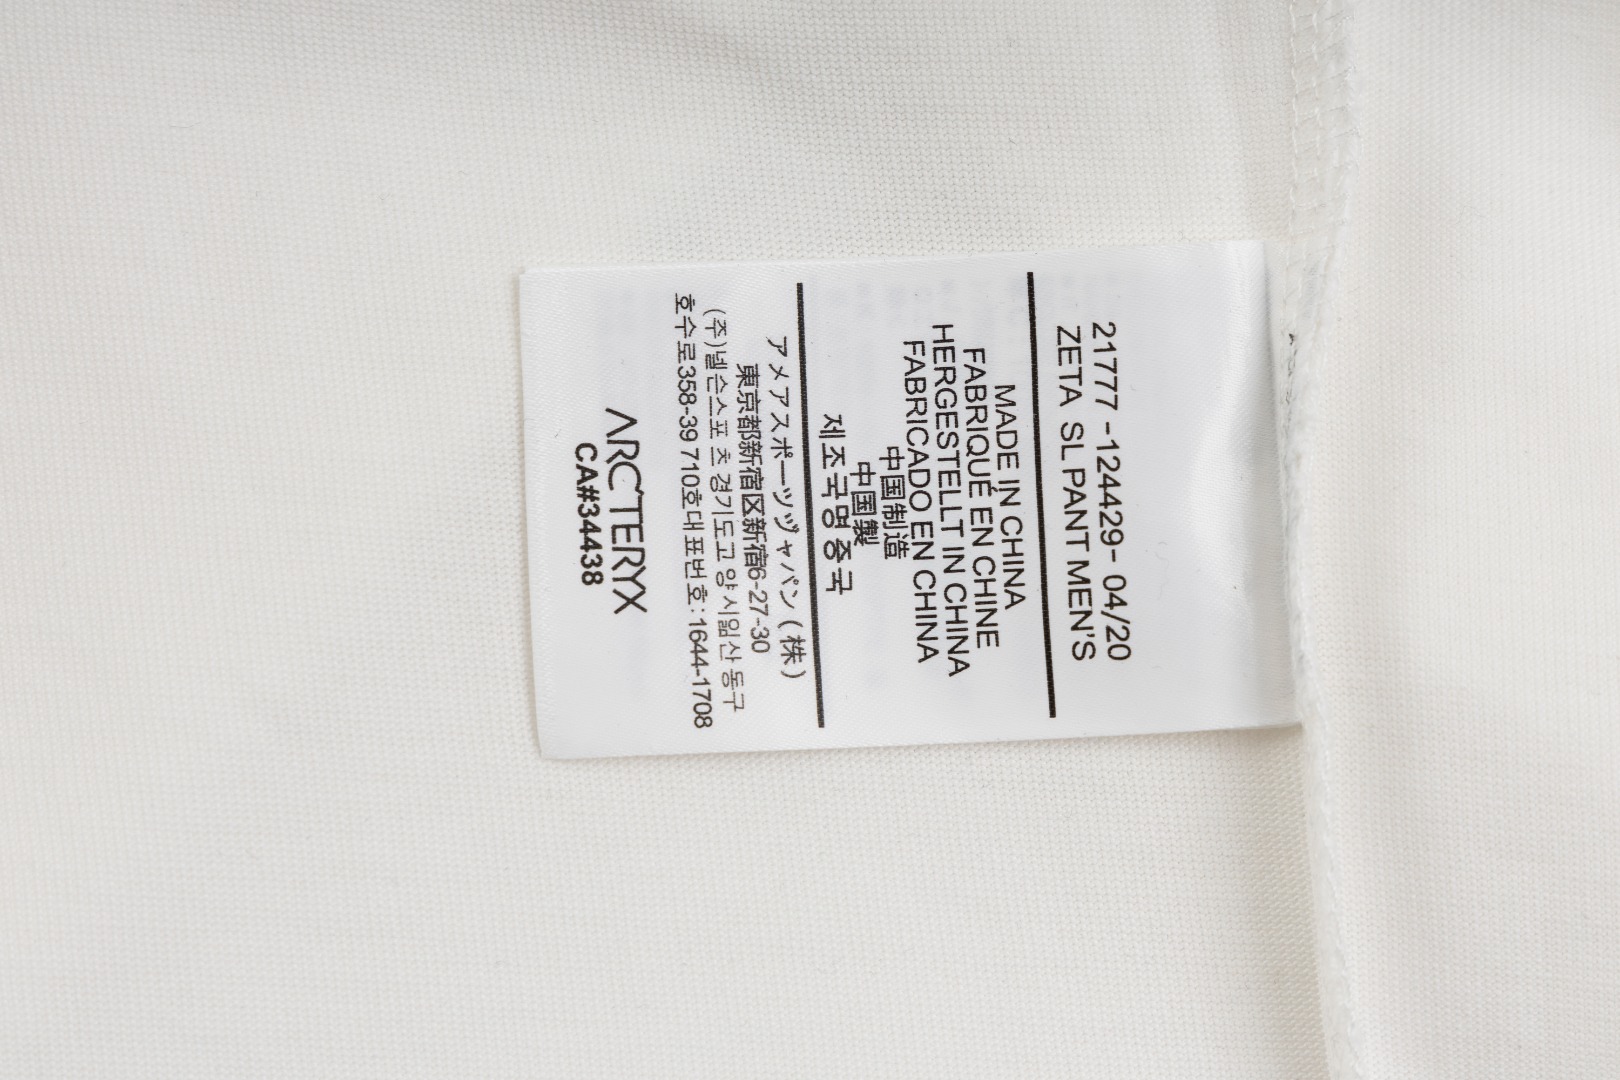 21777 -124429- 04/20
ZETA SL PANT MEN'S
MADE IN CHINA
FABRIQUÉ EN CHINE
HERGESTELLT IN CHINA
FABRICADO EN CHINA
中国制造
中国製
제조국명 중국
アメアスポーツヅャパン(株)
東京都新宿区新宿6-27-30
(주)넬슨스포 츠 경기도고 양시잃산 동구
호수로358-39 710호대 표번호: 1644-1708
ARC'TERYX
CA#34438